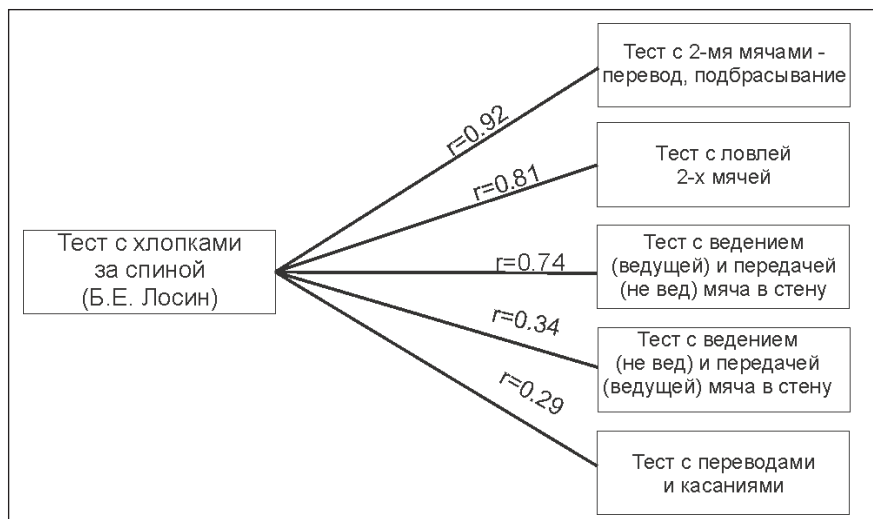 Тест с 2-мя мячами -
перевод, подбрасывание
r=0.92
Тест с ловлей
2-х мячей
r=0.81
Тест с хлопками
за спиной
(Б.Е. Лосин)
Тест с ведением
(ведущей) и передачей
(не вед) мяча в стену
r=0.74
Тест с ведением
(не вед) и передачей
(ведущей) мяча в стену
r=0.34
r=0.29
Тест с переводами
и касаниями